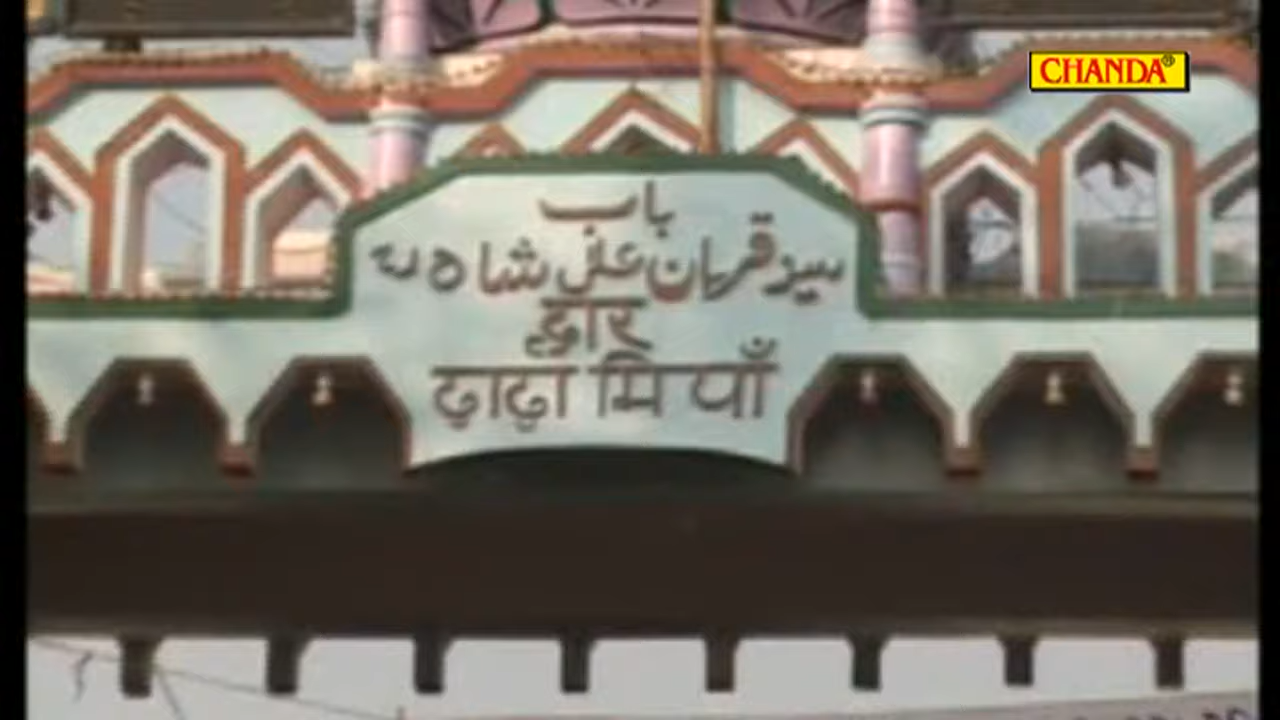 CHANDA®
باب
سید قربان علی شاہ رح
द्वार
दाढ़ा मियाँ